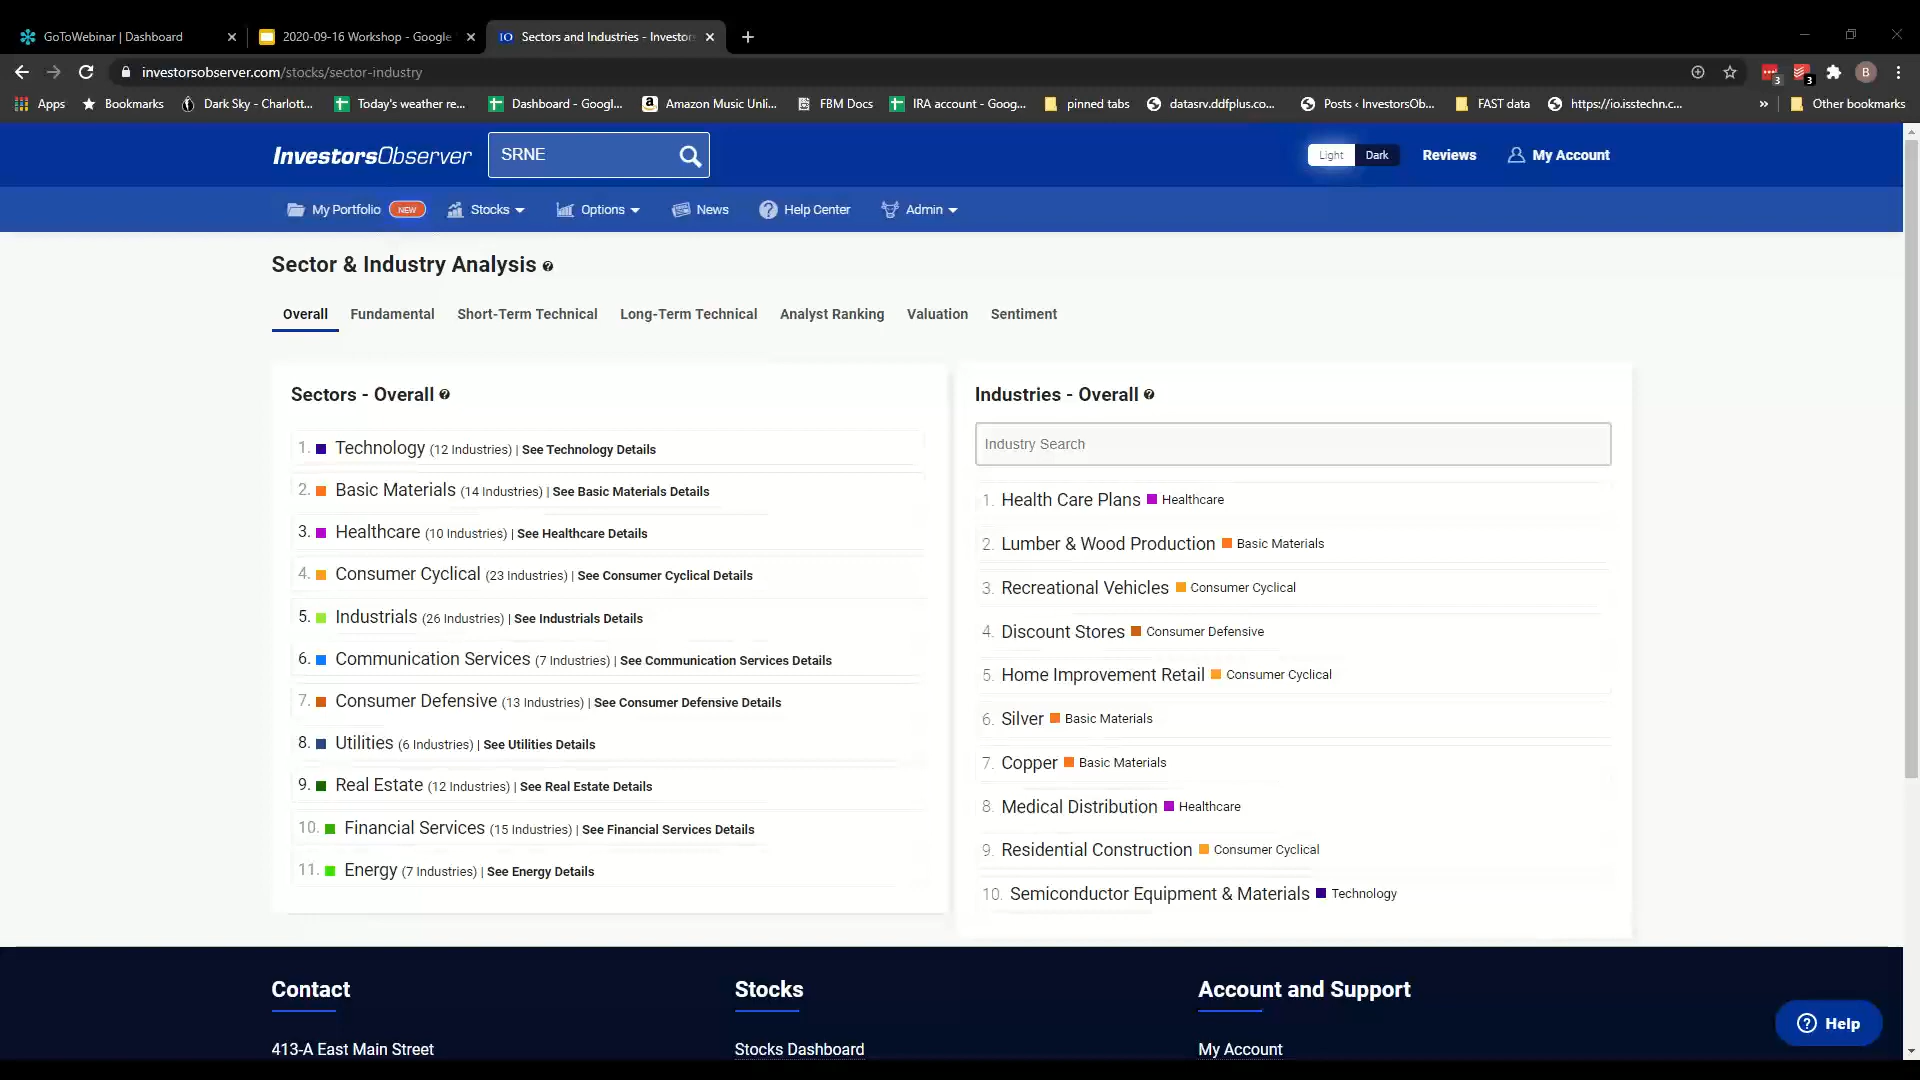 GoToWebinar | Dashboard
2020-09-16 Workshop - Google
IO Sectors and Industries - Investor
investorsobserver.com/stocks/sector-industry
3
3
B
Apps
Bookmarks
Dark Sky - Charlott...
Today's weather re...
Dashboard - Googl...
Amazon Music Unli...
FBM Docs
IRA account - Goog...
pinned tabs
datasrv.ddfplus.co...
Posts ‹ InvestorsOb...
FAST data
https://io.isstechn.c...
»
Other bookmarks
InvestorsObserver
SRNE
Light
Dark
Reviews
My Account
My Portfolio NEW
Stocks
Options
News
Help Center
Admin
Sector & Industry Analysis
Overall
Fundamental
Short-Term Technical
Long-Term Technical
Analyst Ranking
Valuation
Sentiment
Sectors - Overall
1. Technology (12 Industries) | See Technology Details
2. Basic Materials (14 Industries) | See Basic Materials Details
3. Healthcare (10 Industries) | See Healthcare Details
4. Consumer Cyclical (23 Industries) | See Consumer Cyclical Details
5. Industrials (26 Industries) | See Industrials Details
6. Communication Services (7 Industries) | See Communication Services Details
7. Consumer Defensive (13 Industries) | See Consumer Defensive Details
8. Utilities (6 Industries) | See Utilities Details
9. Real Estate (12 Industries) | See Real Estate Details
10. Financial Services (15 Industries) | See Financial Services Details
11. Energy (7 Industries) | See Energy Details
Industries - Overall
Industry Search
1. Health Care Plans Healthcare
2. Lumber & Wood Production Basic Materials
3. Recreational Vehicles Consumer Cyclical
4. Discount Stores Consumer Defensive
5. Home Improvement Retail Consumer Cyclical
6. Silver Basic Materials
7. Copper Basic Materials
8. Medical Distribution Healthcare
9. Residential Construction Consumer Cyclical
10. Semiconductor Equipment & Materials Technology
Contact
413-A East Main Street
Stocks
Stocks Dashboard
Account and Support
My Account
Help